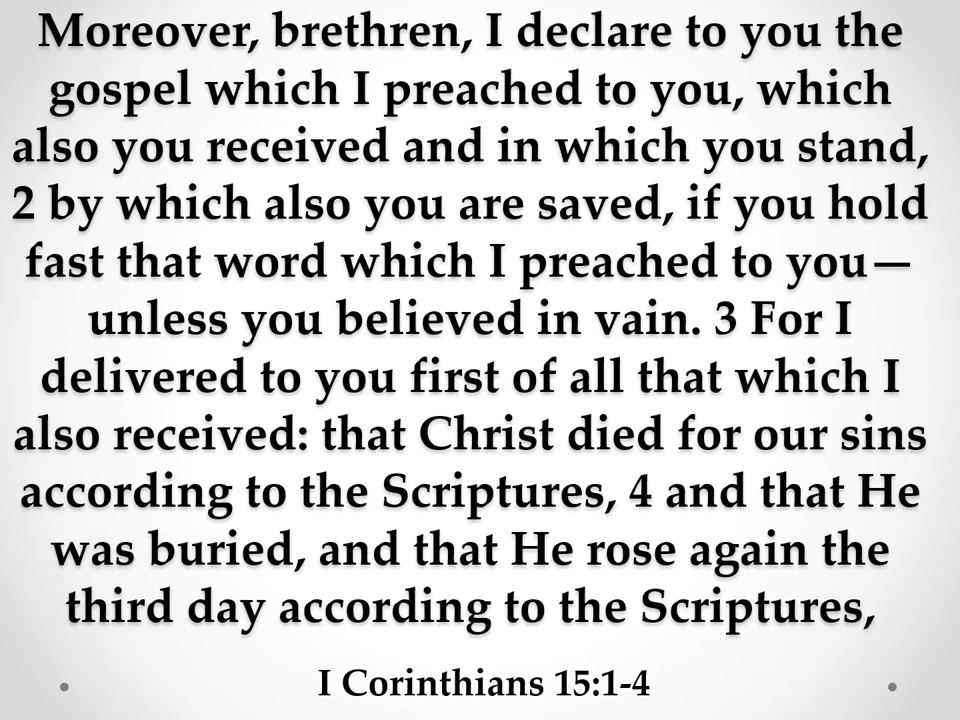 Moreover, brethren, I declare to you the
gospel which I preached to you, which
also you received and in which you stand,
2 by which also you are saved, if you hold
fast that word which I preached to you—
unless you believed in vain. 3 For I
delivered to you first of all that which I
also received: that Christ died for our sins
according to the Scriptures, 4 and that He
was buried, and that He rose again the
third day according to the Scriptures,
I Corinthians 15:1-4